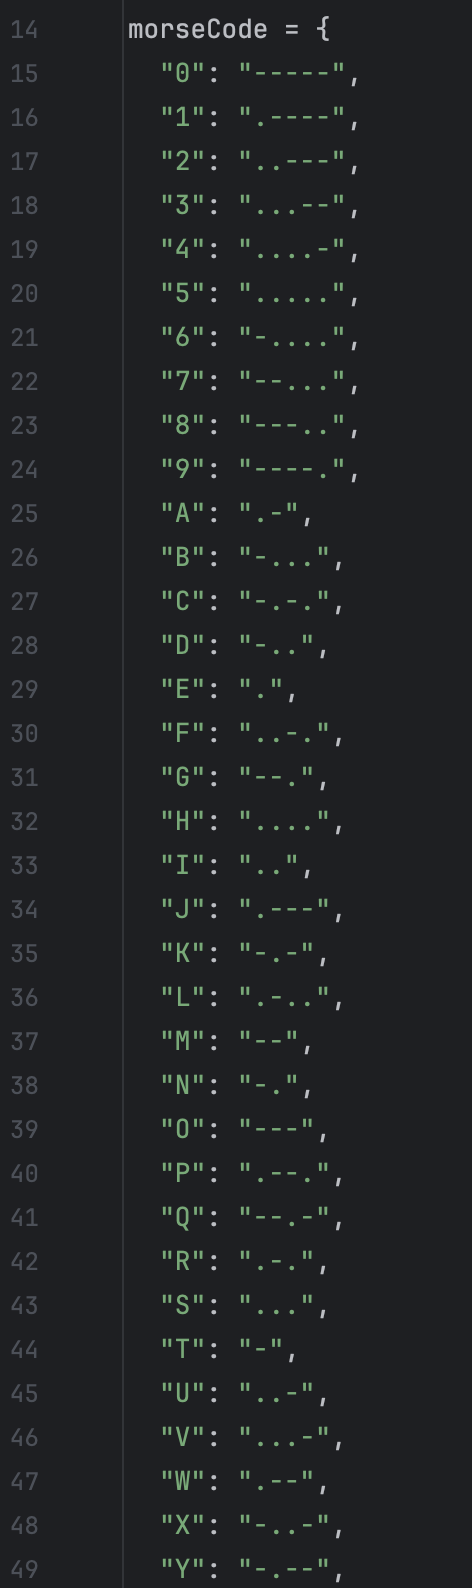 14 morseCode = {
15 "0": "-----",
16 "1": ".----",
17 "2": "..---",
18 "3": "...--",
19 "4": "....-",
20 "5": ".....",
21 "6": "-....",
22 "7": "--...",
23 "8": "---..",
24 "9": "----.",
25 "A": ".-",
26 "B": "-...",
27 "C": "-.-.",
28 "D": "-..",
29 "E": ".",
30 "F": "..-.",
31 "G": "--.",
32 "H": "....",
33 "I": "..",
34 "J": ".---",
35 "K": "-.-",
36 "L": ".-..",
37 "M": "--",
38 "N": "-.",
39 "O": "---",
40 "P": ".--.",
41 "Q": "--.-",
42 "R": ".-.",
43 "S": "...",
44 "T": "-",
45 "U": "..-",
46 "V": "...-",
47 "W": ".--",
48 "X": "-..-",
49 "Y": "-.--",